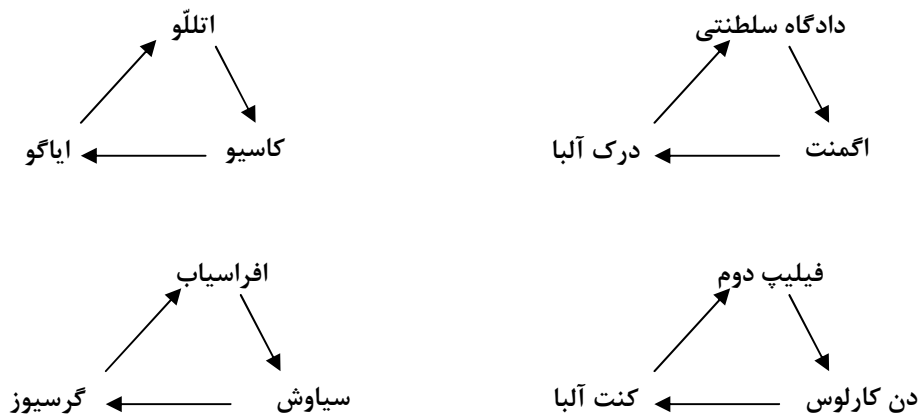 دادگاه سلطنتی
اتللّو
اگمنت
درک آلبا
کاسیو
ایاگو
فیلیپ دوم
افراسیاب
دن کارلوس
کنت آلبا
سیاوش
گرسیوز